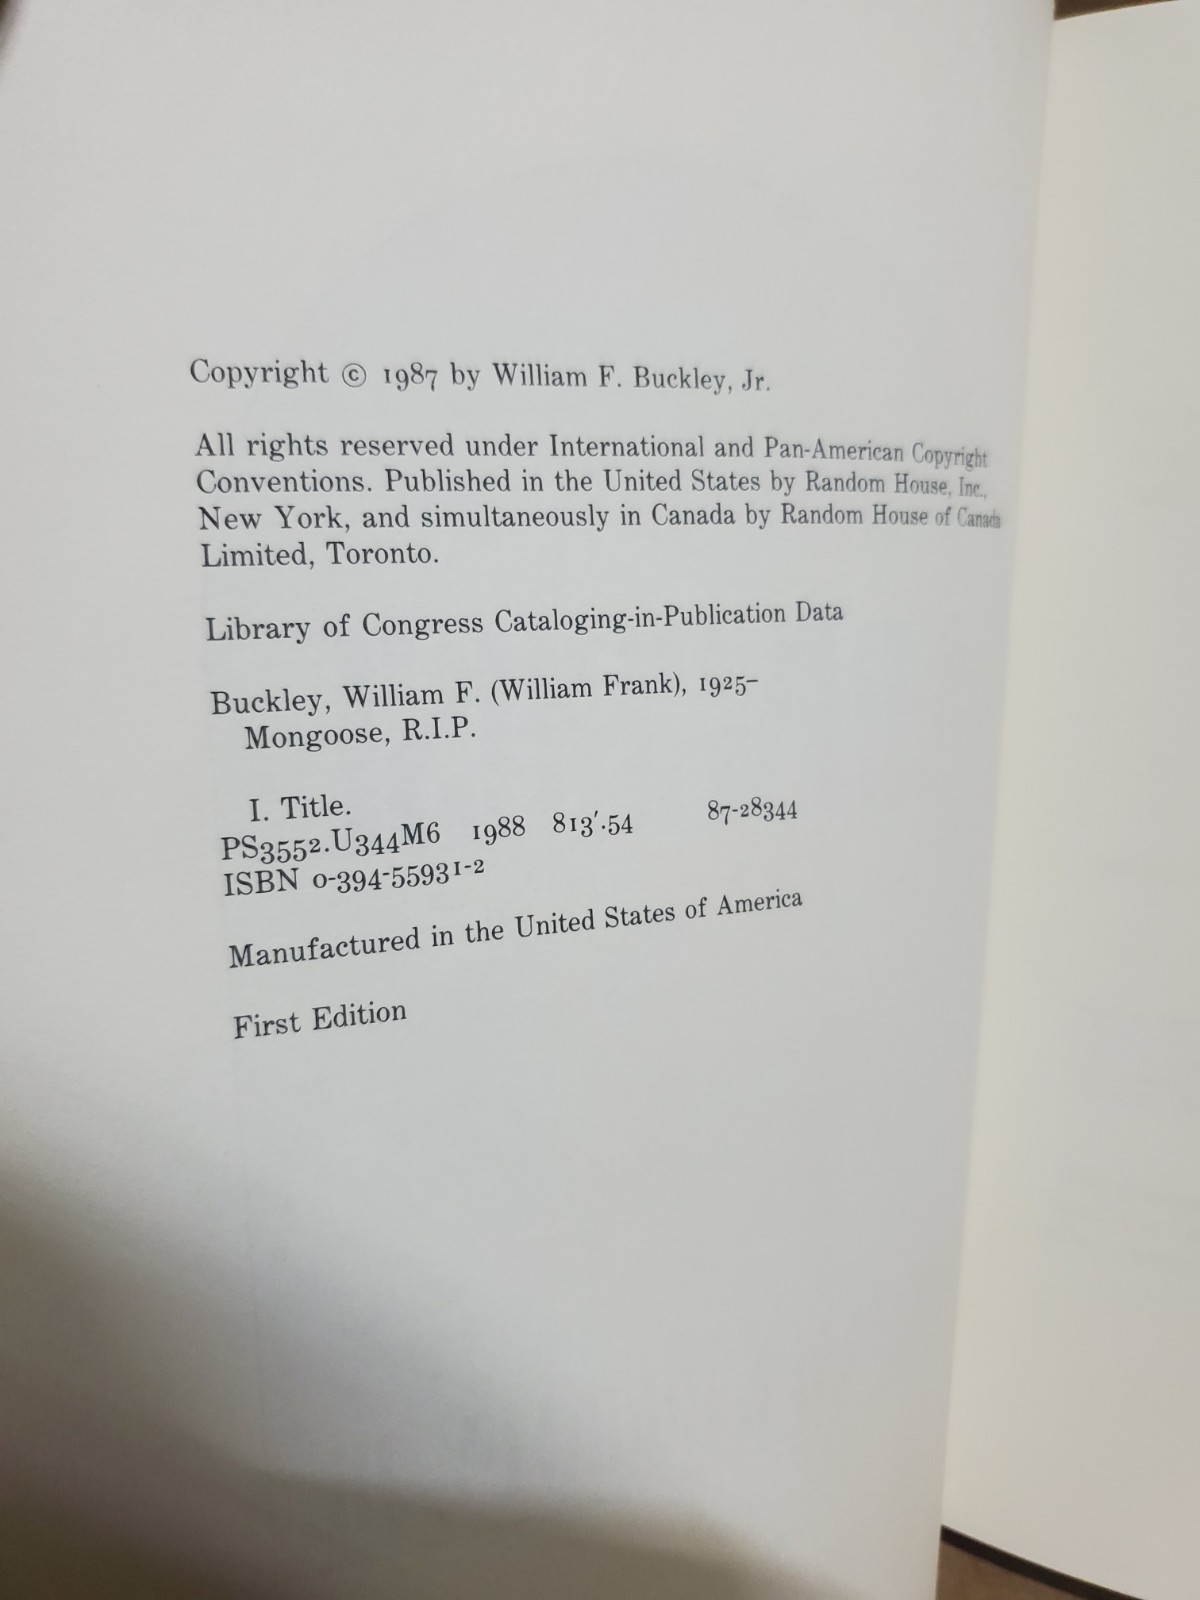 Copyright © 1987 by William F. Buckley, Jr.
All rights reserved under International and Pan-American Copyright
Conventions. Published in the United States by Random House, Inc.,
New York, and simultaneously in Canada by Random House of Canada
Limited, Toronto.
Library of Congress Cataloging-in-Publication Data
Buckley, William F. (William Frank), 1925–
Mongoose, R.I.P.
I. Title.
PS3552.U344M6 1988 813′.54 87-28344
ISBN 0-394-55931-2
Manufactured in the United States of America
First Edition